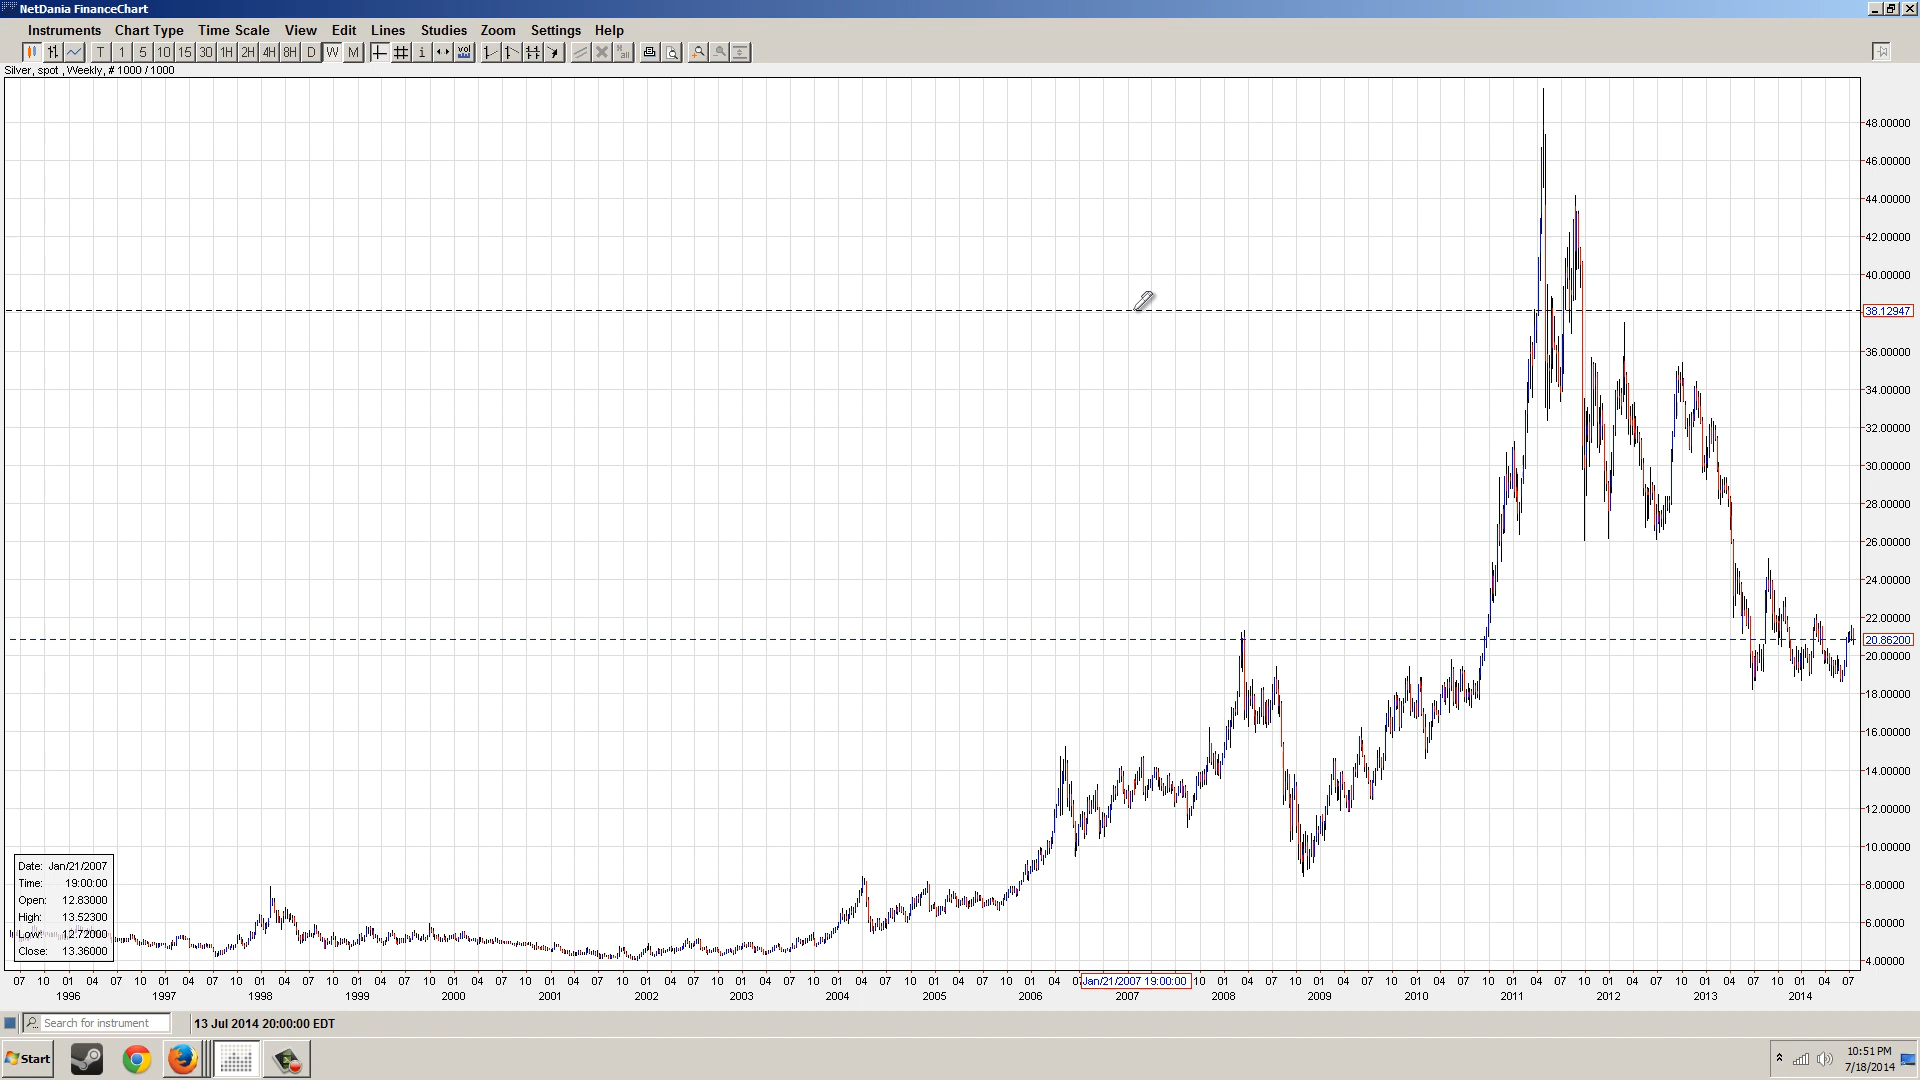 NetDania FinanceChart
Instruments Chart Type Time Scale View Edit Lines Studies Zoom Settings Help
T 1 5 10 15 30 1H 2H 4H 8H D W M i vol all
Silver, spot , Weekly, # 1000 / 1000
48.00000
46.00000
44.00000
42.00000
40.00000
38.12947
36.00000
34.00000
32.00000
30.00000
28.00000
26.00000
24.00000
22.00000
20.86200
20.00000
18.00000
16.00000
14.00000
12.00000
10.00000
8.00000
6.00000
4.00000
Date: Jan/21/2007
Time: 19:00:00
Open: 12.83000
High: 13.52300
Low: 12.72000
Close: 13.36000
07 10 01 04 07 10 01 04 07 10 01 04 07 10 01 04 07 10 01 04 07 10 01 04 07 10 01 04 07 10 01 04 07 10 01 04 07 10 01 04 07 10 01 04 07 Jan/21/2007 19:00:00 10 01 04 07 10 01 04 07 10 01 04 07 10 01 04 07 10 01 04 07 10 01 04 07 10 01 04 07
1996 1997 1998 1999 2000 2001 2002 2003 2004 2005 2006 2007 2008 2009 2010 2011 2012 2013 2014
Search for instrument 13 Jul 2014 20:00:00 EDT
Start
10:51 PM
7/18/2014